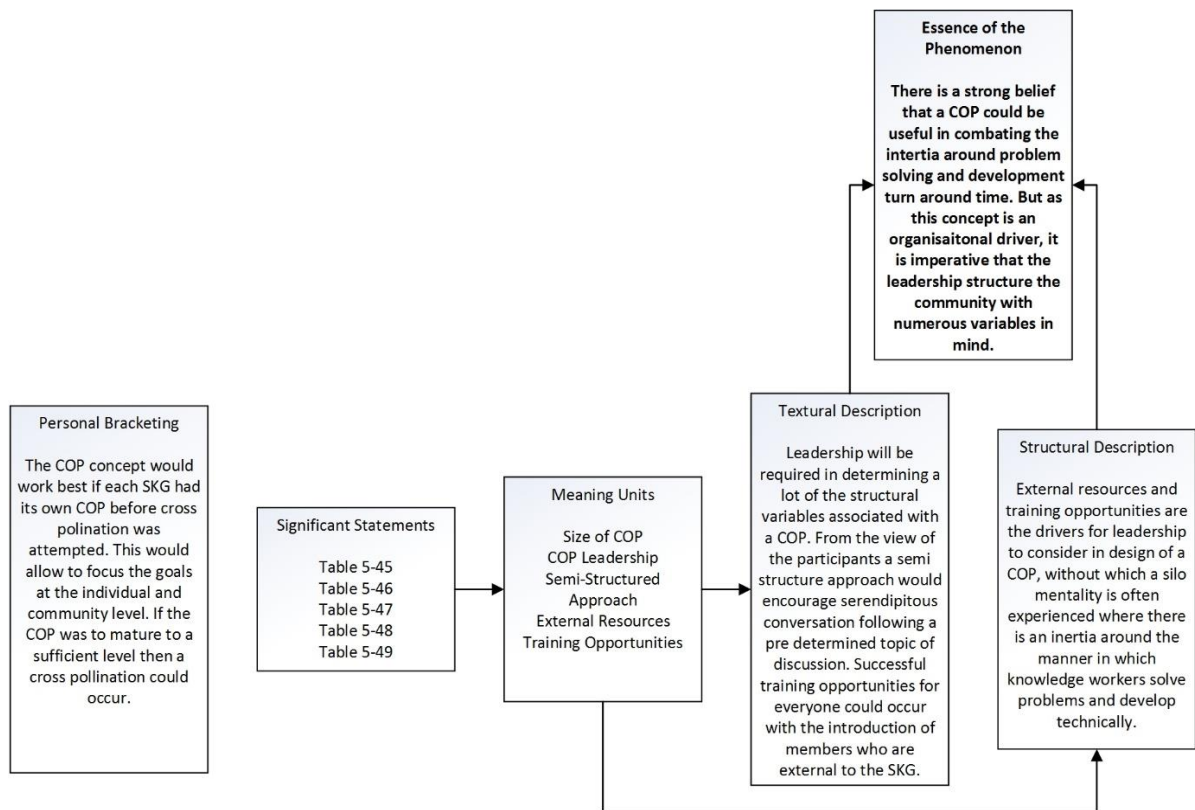 Essence of the
Phenomenon
There is a strong belief
that a COP could be
useful in combating the
intertia around problem
solving and development
turn around time. But as
this concept is an
organisaitonal driver, it
is imperative that the
leadership structure the
community with
numerous variables in
mind.
Personal Bracketing
The COP concept would
work best if each SKG had
its own COP before cross
polination was
attempted. This would
allow to focus the goals
at the individual and
community level. If the
COP was to mature to a
sufficient level then a
cross pollination could
occur.
Significant Statements
Table 5-45
Table 5-46
Table 5-47
Table 5-48
Table 5-49
Meaning Units
Size of COP
COP Leadership
Semi-Structured
Approach
External Resources
Training Opportunities
Textural Description
Leadership will be
required in determining a
lot of the structural
variables associated with
a COP. From the view of
the participants a semi
structure approach would
encourage serendipitous
conversation following a
pre determined topic of
discussion. Successful
training opportunities for
everyone could occur
with the introduction of
members who are
external to the SKG.
Structural Description
External resources and
training opportunities are
the drivers for leadership
to consider in design of a
COP, without which a silo
mentality is often
experienced where there
is an inertia around the
manner in which
knowledge workers solve
problems and develop
technically.